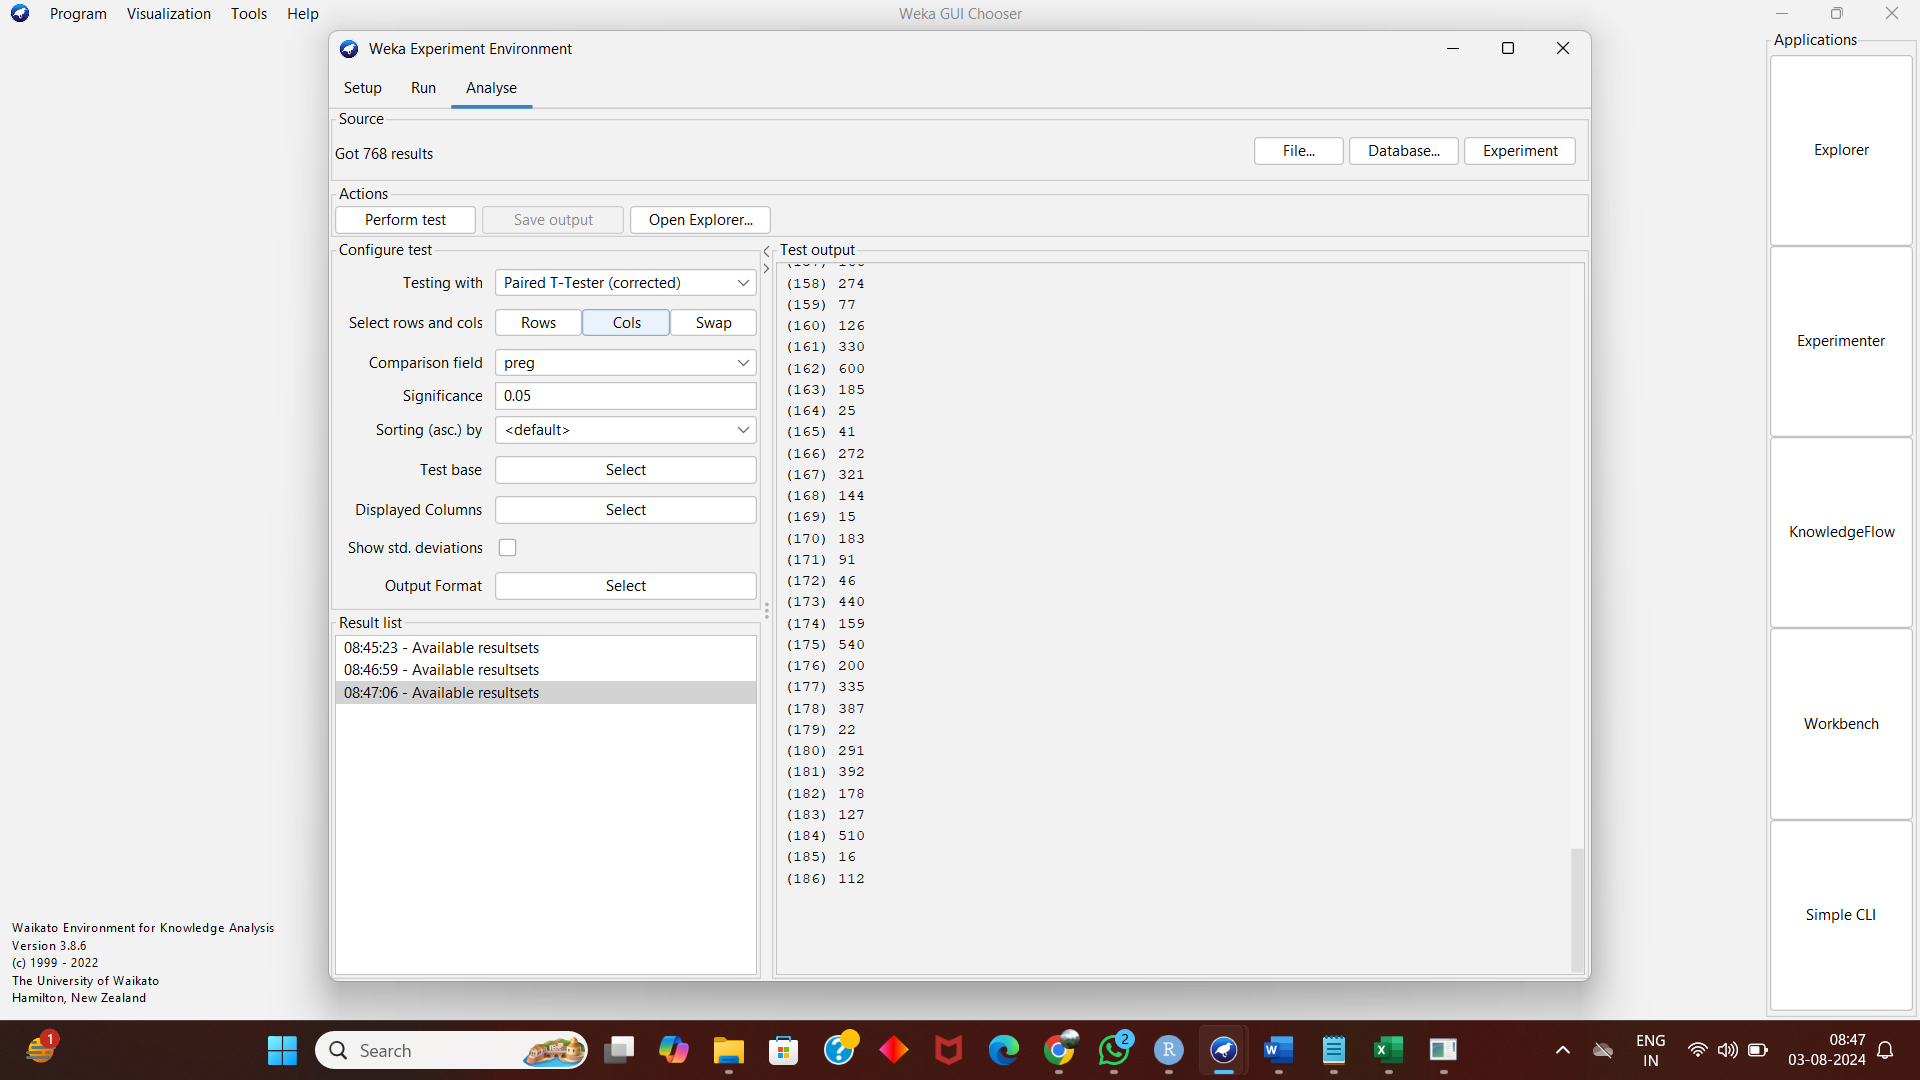 Program Visualization Tools Help
Weka GUI Chooser
Weka Experiment Environment
Setup Run Analyse
Source
Got 768 results
File... Database... Experiment
Actions
Perform test Save output Open Explorer...
Configure test
Testing with Paired T-Tester (corrected)
Select rows and cols Rows Cols Swap
Comparison field preg
Significance 0.05
Sorting (asc.) by <default>
Test base Select
Displayed Columns Select
Show std. deviations
Output Format Select
Result list
08:45:23 - Available resultsets
08:46:59 - Available resultsets
08:47:06 - Available resultsets
Test output
(158) 274
(159) 77
(160) 126
(161) 330
(162) 600
(163) 185
(164) 25
(165) 41
(166) 272
(167) 321
(168) 144
(169) 15
(170) 183
(171) 91
(172) 46
(173) 440
(174) 159
(175) 540
(176) 200
(177) 335
(178) 387
(179) 22
(180) 291
(181) 392
(182) 178
(183) 127
(184) 510
(185) 16
(186) 112
Applications
Explorer
Experimenter
KnowledgeFlow
Workbench
Simple CLI
Waikato Environment for Knowledge Analysis
Version 3.8.6
(c) 1999 - 2022
The University of Waikato
Hamilton, New Zealand
1
Search
2
R
W
X
ENG
IN
08:47
03-08-2024